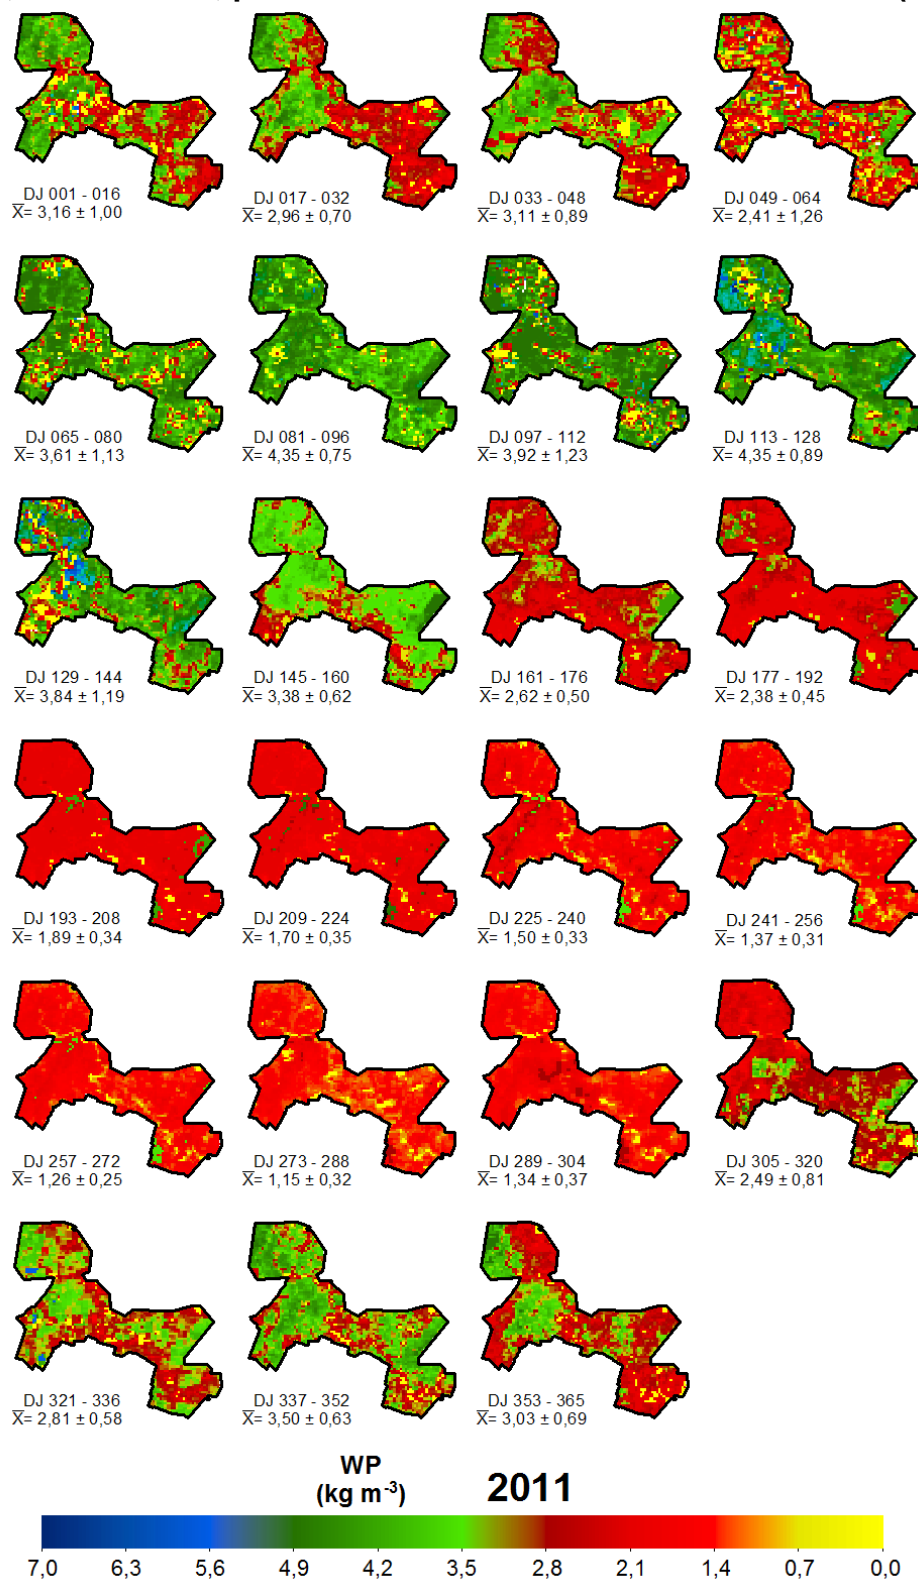 DJ 001 - 016
X̅= 3,16 ± 1,00
DJ 017 - 032
X̅= 2,96 ± 0,70
DJ 033 - 048
X̅= 3,11 ± 0,89
DJ 049 - 064
X̅= 2,41 ± 1,26
DJ 065 - 080
X̅= 3,61 ± 1,13
DJ 081 - 096
X̅= 4,35 ± 0,75
DJ 097 - 112
X̅= 3,92 ± 1,23
DJ 113 - 128
X̅= 4,35 ± 0,89
DJ 129 - 144
X̅= 3,84 ± 1,19
DJ 145 - 160
X̅= 3,38 ± 0,62
DJ 161 - 176
X̅= 2,62 ± 0,50
DJ 177 - 192
X̅= 2,38 ± 0,45
DJ 193 - 208
X̅= 1,89 ± 0,34
DJ 209 - 224
X̅= 1,70 ± 0,35
DJ 225 - 240
X̅= 1,50 ± 0,33
DJ 241 - 256
X̅= 1,37 ± 0,31
DJ 257 - 272
X̅= 1,26 ± 0,25
DJ 273 - 288
X̅= 1,15 ± 0,32
DJ 289 - 304
X̅= 1,34 ± 0,37
DJ 305 - 320
X̅= 2,49 ± 0,81
DJ 321 - 336
X̅= 2,81 ± 0,58
DJ 337 - 352
X̅= 3,50 ± 0,63
DJ 353 - 365
X̅= 3,03 ± 0,69
WP
(kg m⁻³)
2011
7,0 6,3 5,6 4,9 4,2 3,5 2,8 2,1 1,4 0,7 0,0